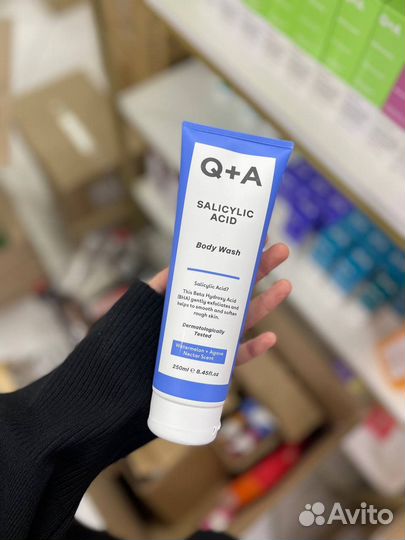 Q+A
SALICYLIC
ACID
Body Wash
Salicylic Acid?
This Beta Hydroxy Acid
(BHA) gently exfoliates and
helps to smooth and soften
rough skin.
Dermatologically
Tested
Watermelon + Agave
Nectar Scent
250ml ℮ 8.45fl.oz
Q+A
Avito